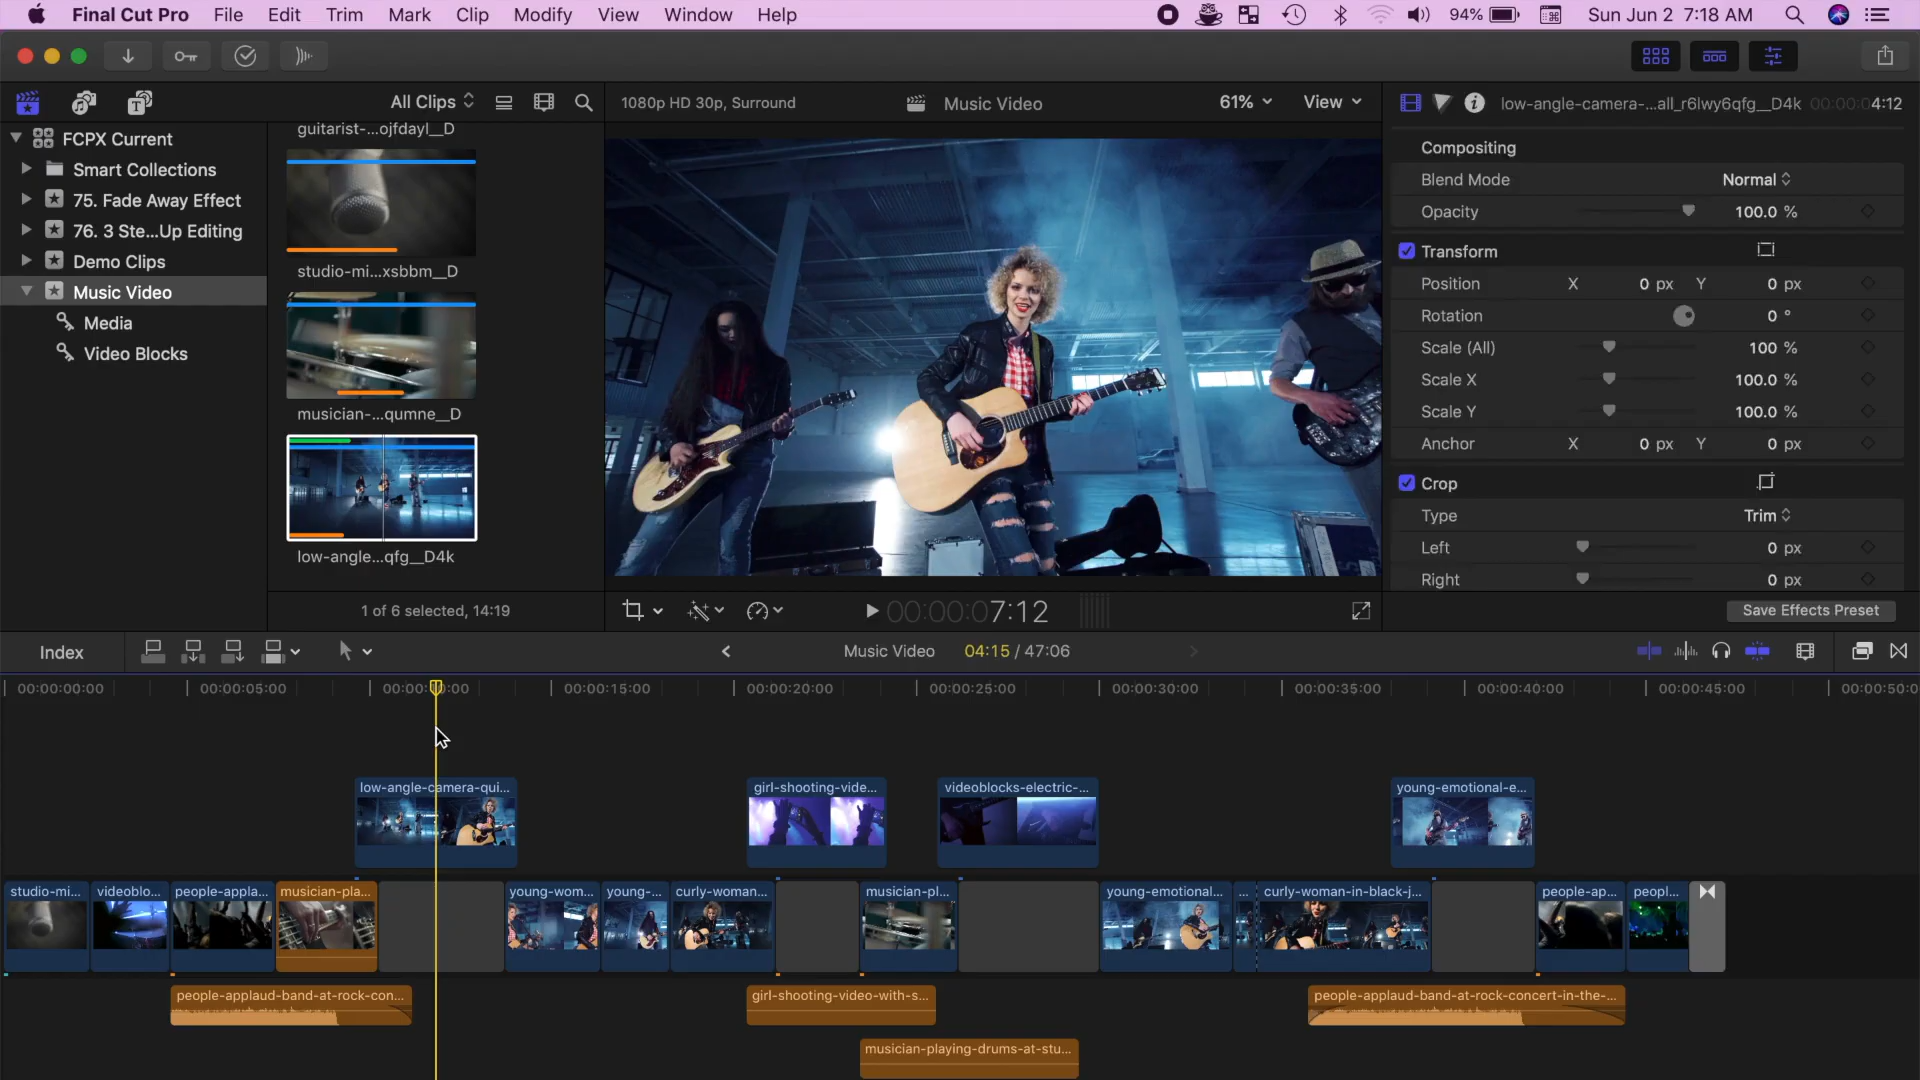 Final Cut Pro File Edit Trim Mark Clip Modify View Window Help 94% Sun Jun 2 7:18 AM
All Clips 1080p HD 30p, Surround Music Video 61% View low-angle-camera-...all_r6lwy6qfg__D4k 00:00:04:12
FCPX Current
Smart Collections
75. Fade Away Effect
76. 3 Ste...Up Editing
Demo Clips
Music Video
Media
Video Blocks
guitarist-...ojfdayl__D
studio-mi...xsbbm__D
musician-...qumne__D
low-angle...qfg__D4k
1 of 6 selected, 14:19
00:00:07:12
Compositing
Blend Mode Normal
Opacity 100.0 %
Transform
Position X 0 px Y 0 px
Rotation 0 °
Scale (All) 100 %
Scale X 100.0 %
Scale Y 100.0 %
Anchor X 0 px Y 0 px
Crop
Type Trim
Left 0 px
Right 0 px
Save Effects Preset
Index Music Video 04:15 / 47:06
00:00:00:00 00:00:05:00 00:00:15:00 00:00:20:00 00:00:25:00 00:00:30:00 00:00:35:00 00:00:40:00 00:00:45:00 00:00:50:0
low-angle-camera-qui... girl-shooting-vide... videoblocks-electric-... young-emotional-e...
studio-mi... videoblo... people-appla... musician-pla... young-wom... young-... curly-woman... musician-pl... young-emotional... ... curly-woman-in-black-j... people-ap... peopl...
people-applaud-band-at-rock-con... girl-shooting-video-with-s... people-applaud-band-at-rock-concert-in-the-...
musician-playing-drums-at-stu...